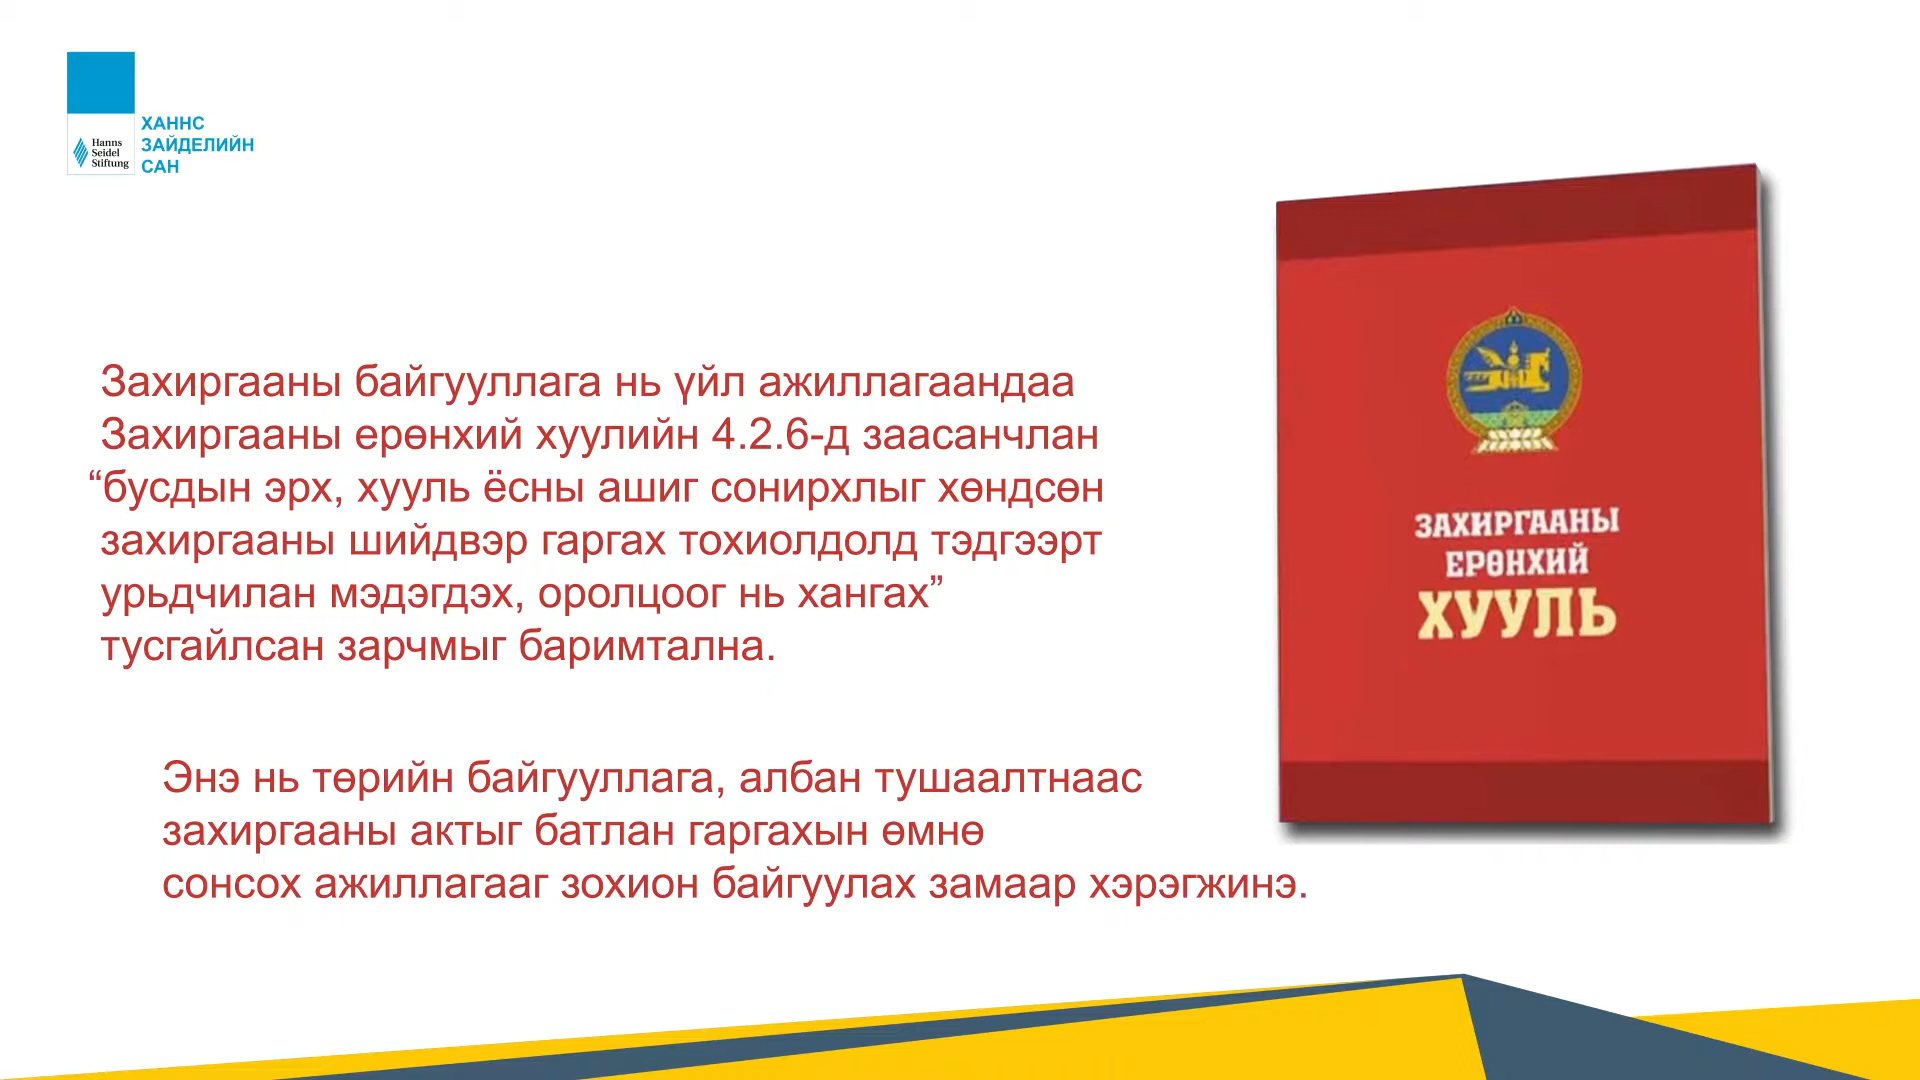 Hanns
Seidel
Stiftung
ХАННС
ЗАЙДЕЛИЙН
САН
Захиргааны байгууллага нь үйл ажиллагаандаа
Захиргааны ерөнхий хуулийн 4.2.6-д заасанчлан
“бусдын эрх, хууль ёсны ашиг сонирхлыг хөндсөн
захиргааны шийдвэр гаргах тохиолдолд тэдгээрт
урьдчилан мэдэгдэх, оролцоог нь хангах”
тусгайлсан зарчмыг баримтална.
Энэ нь төрийн байгууллага, албан тушаалтнаас
захиргааны актыг батлан гаргахын өмнө
сонсох ажиллагааг зохион байгуулах замаар хэрэгжинэ.
ЗАХИРГААНЫ
ЕРӨНХИЙ
ХУУЛЬ